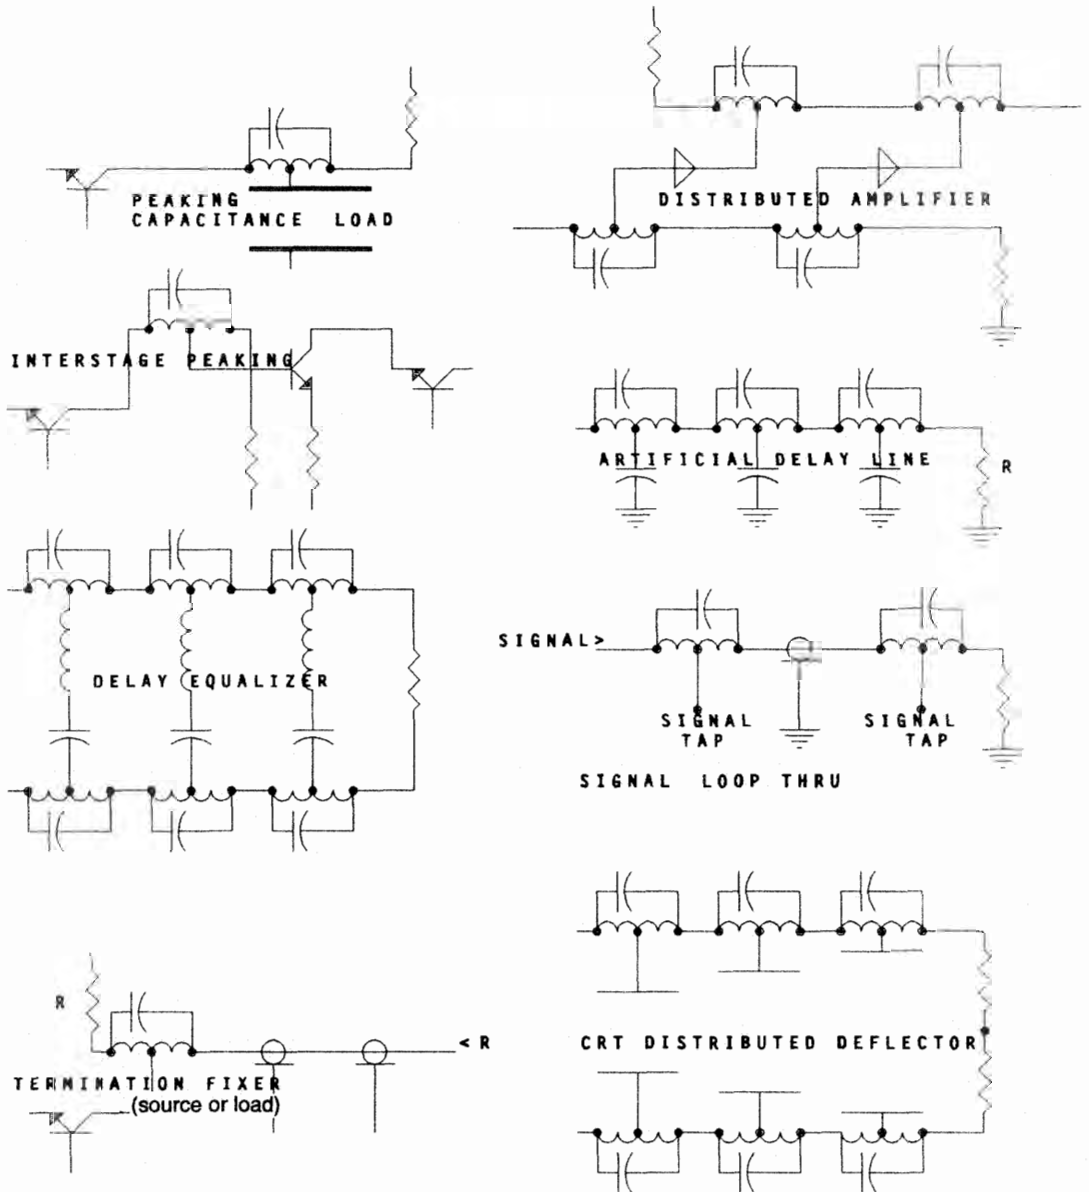 PEAKING
CAPACITANCE LOAD
DISTRIBUTED AMPLIFIER
INTERSTAGE PEAKING
ARTIFICIAL DELAY LINE
R
DELAY EQUALIZER
SIGNAL>
SIGNAL
TAP
SIGNAL
TAP
SIGNAL LOOP THRU
R
<R
TERMINATION FIXER
(source or load)
CRT DISTRIBUTED DEFLECTOR